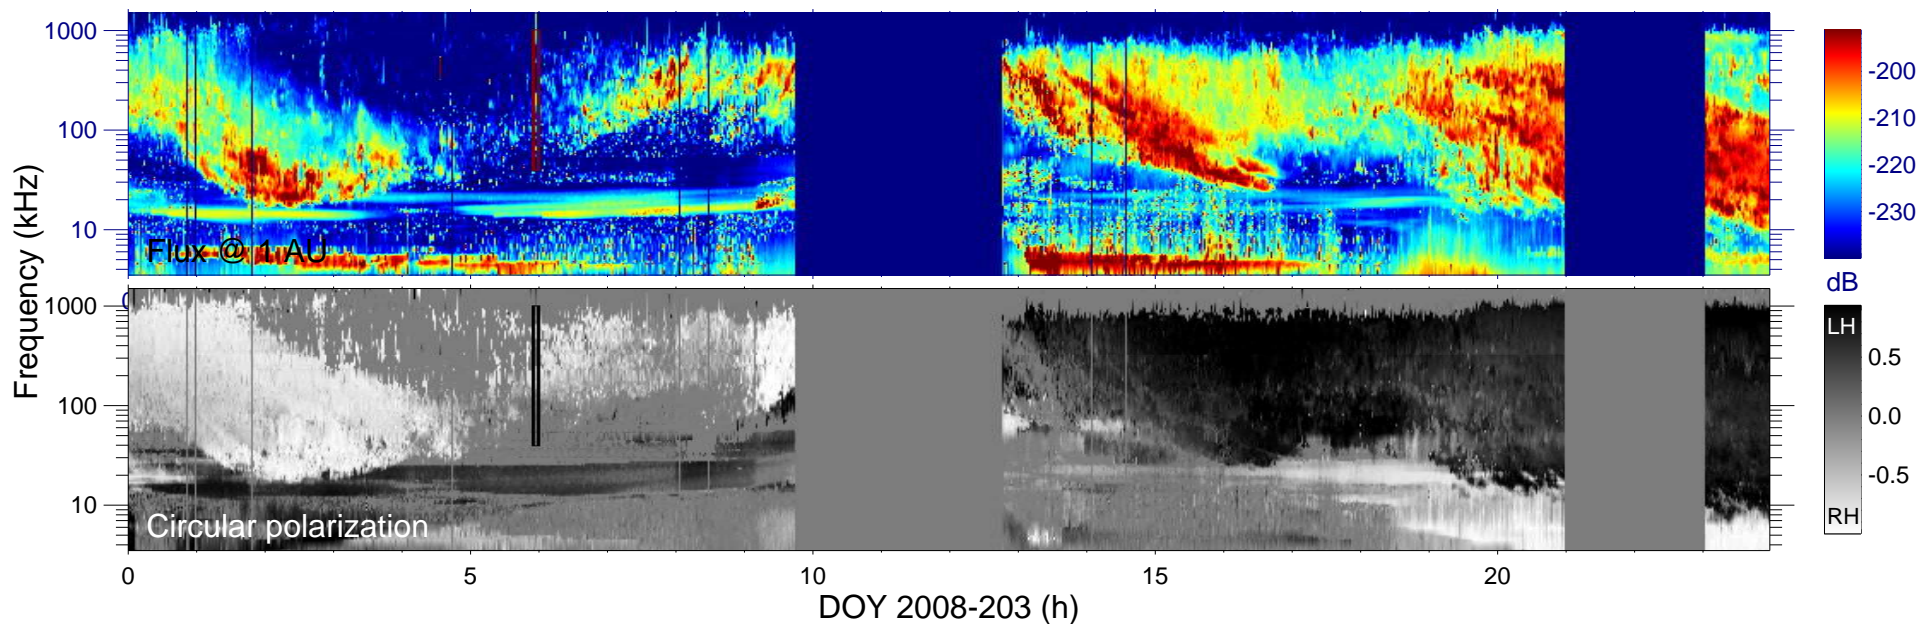 Frequency (kHz)
1000
100
10
Flux @ 1 AU
-200
-210
-220
-230
dB
0
1000
100
10
Circular polarization
LH
0.5
0.0
-0.5
RH
0
5
10
15
20
DOY 2008-203 (h)